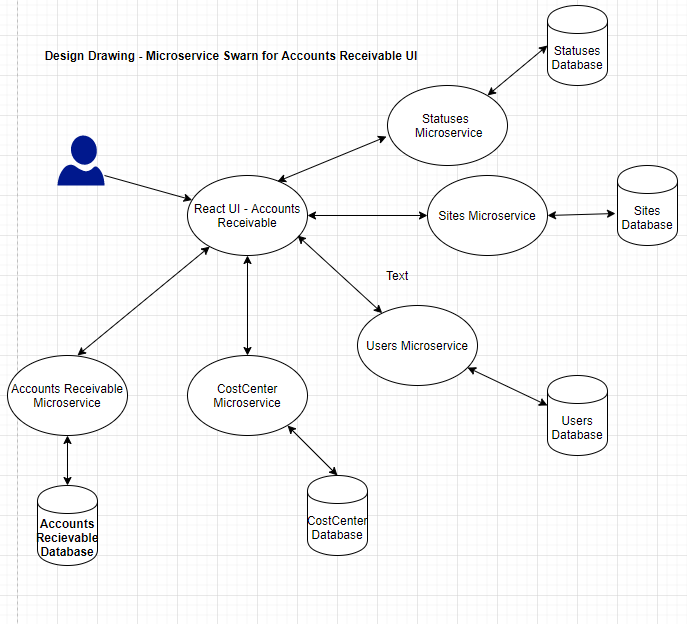 Design Drawing - Microservice Swarn for Accounts Receivable UI
Statuses
Database
Statuses
Microservice
React UI - Accounts
Receivable
Sites Microservice
Sites
Database
Text
Users Microservice
Accounts Receivable
Microservice
CostCenter
Microservice
Users
Database
Accounts
Recievable
Database
CostCenter
Database